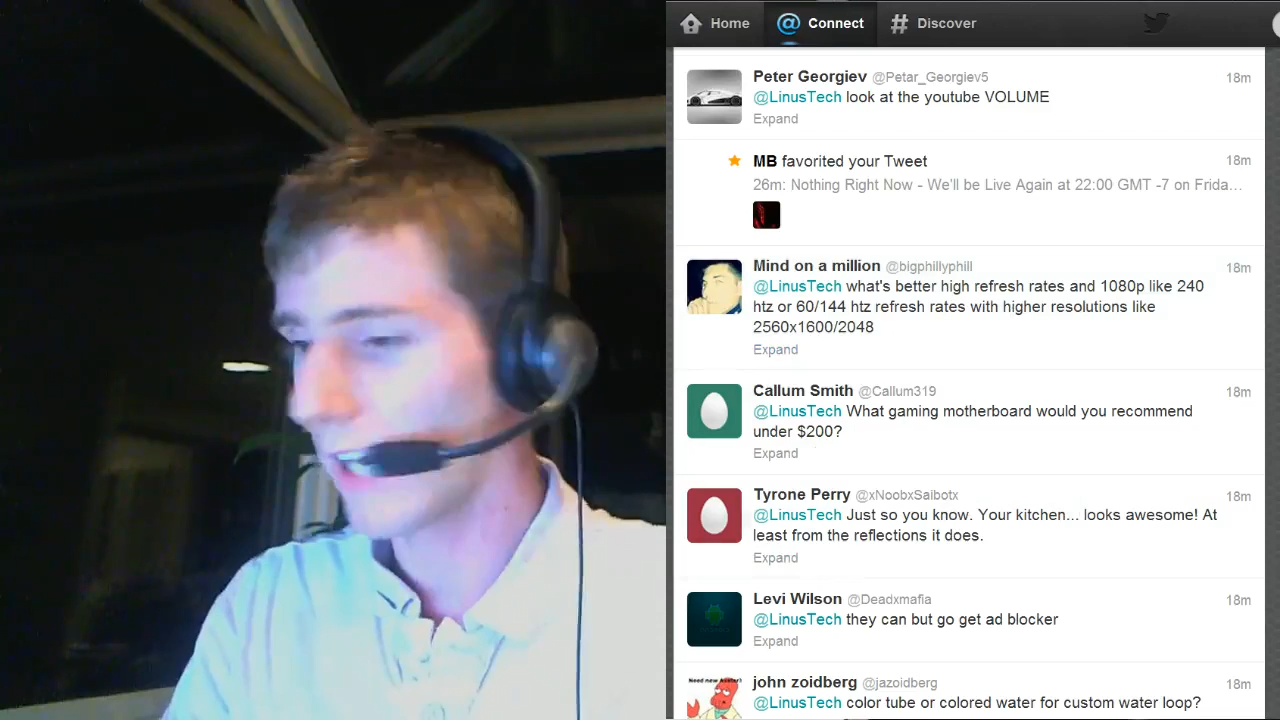 Home
@ Connect
# Discover
Peter Georgiev @Petar_Georgiev5 18m
@LinusTech look at the youtube VOLUME
Expand
MB favorited your Tweet 18m
26m: Nothing Right Now - We'll be Live Again at 22:00 GMT -7 on Frida...
Mind on a million @bigphillyphill 18m
@LinusTech what's better high refresh rates and 1080p like 240
htz or 60/144 htz refresh rates with higher resolutions like
2560x1600/2048
Expand
Callum Smith @Callum319 18m
@LinusTech What gaming motherboard would you recommend
under $200?
Expand
Tyrone Perry @xNoobxSaibotx 18m
@LinusTech Just so you know. Your kitchen... looks awesome! At
least from the reflections it does.
Expand
Levi Wilson @Deadxmafia 18m
@LinusTech they can but go get ad blocker
Expand
Need new Avatar?
john zoidberg @jazoidberg 18m
@LinusTech color tube or colored water for custom water loop?